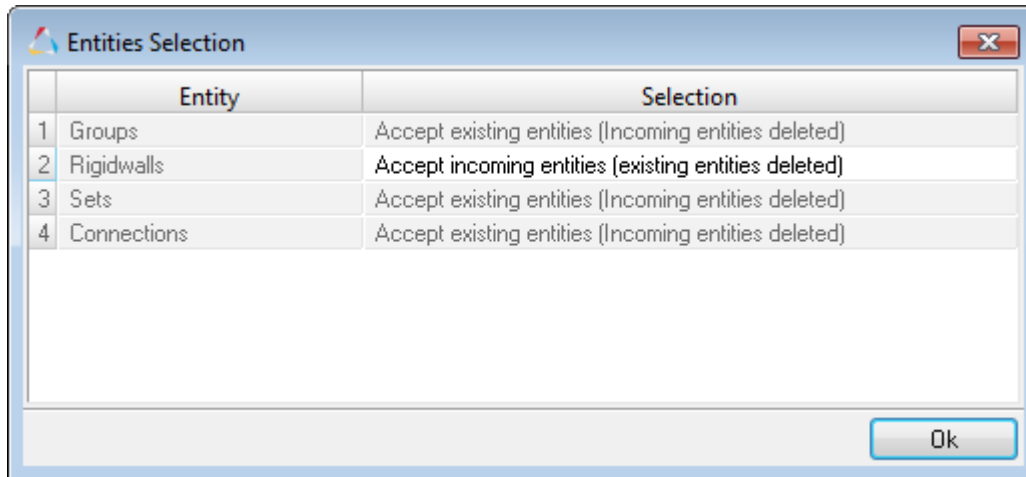 Entities Selection
Entity Selection
1 Groups Accept existing entities (Incoming entities deleted)
2 Rigidwalls Accept incoming entities (existing entities deleted)
3 Sets Accept existing entities (Incoming entities deleted)
4 Connections Accept existing entities (Incoming entities deleted)
Ok